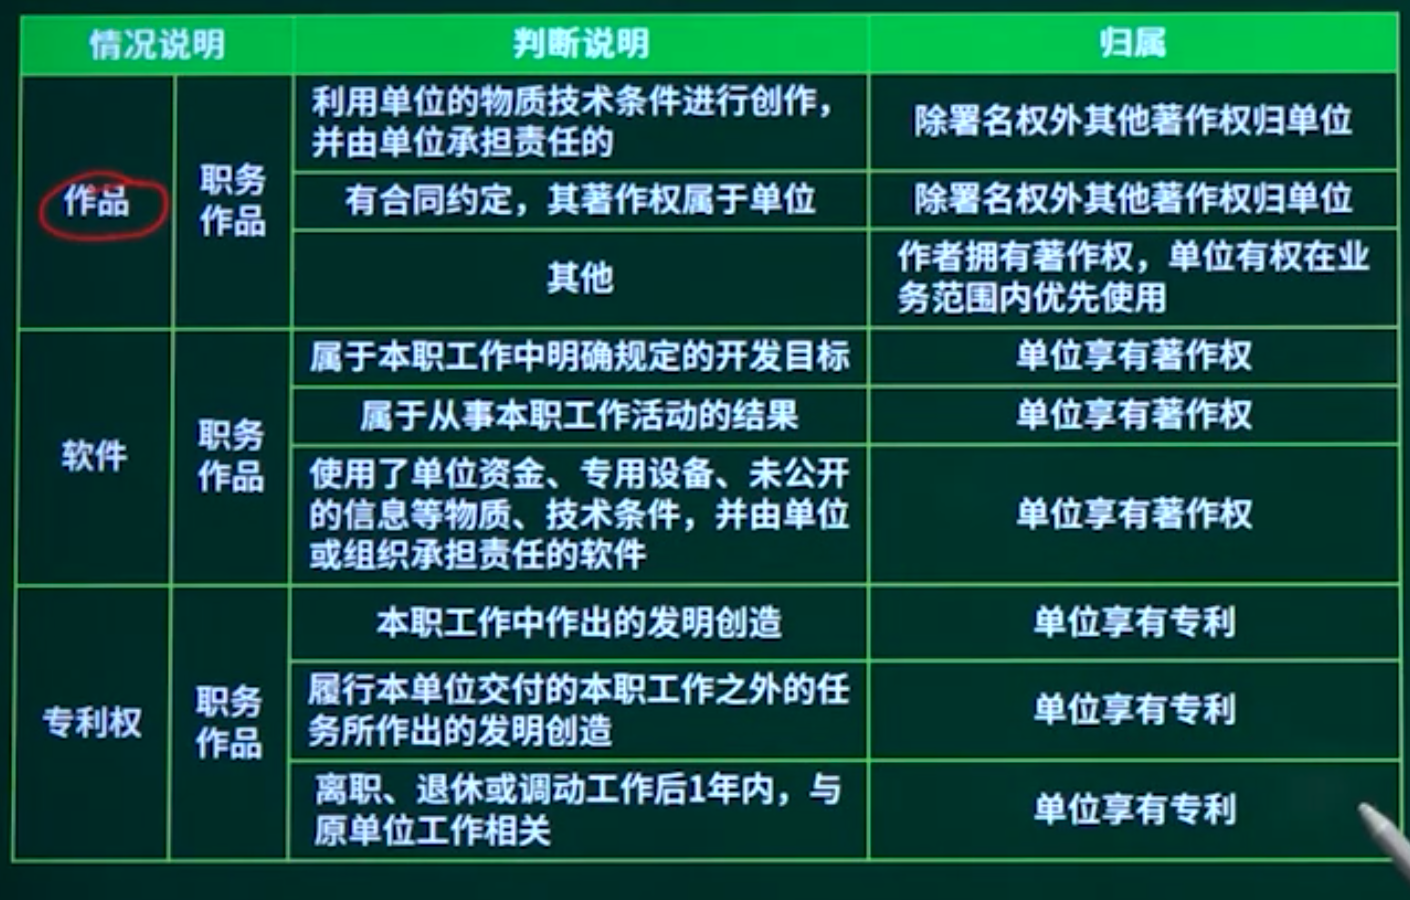 情况说明
判断说明
归属
作品
职务
作品
利用单位的物质技术条件进行创作，
并由单位承担责任的
除署名权外其他著作权归单位
有合同约定，其著作权属于单位
除署名权外其他著作权归单位
其他
作者拥有著作权，单位有权在业
务范围内优先使用
软件
职务
作品
属于本职工作中明确规定的开发目标
单位享有著作权
属于从事本职工作活动的结果
单位享有著作权
使用了单位资金、专用设备、未公开
的信息等物质、技术条件，并由单位
或组织承担责任的软件
单位享有著作权
专利权
职务
作品
本职工作中作出的发明创造
单位享有专利
履行本单位交付的本职工作之外的任
务所作出的发明创造
单位享有专利
离职、退休或调动工作后1年内，与
原单位工作相关
单位享有专利